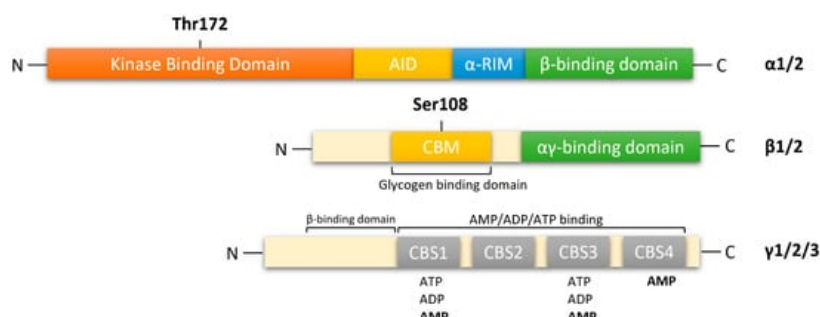 Thr172
N Kinase Binding Domain AID α-RIM β-binding domain C α1/2
Ser108
N CBM αγ-binding domain C β1/2
Glycogen binding domain
β-binding domain AMP/ADP/ATP binding
N CBS1 CBS2 CBS3 CBS4 C γ1/2/3
ATP ATP AMP
ADP ADP
AMP AMP